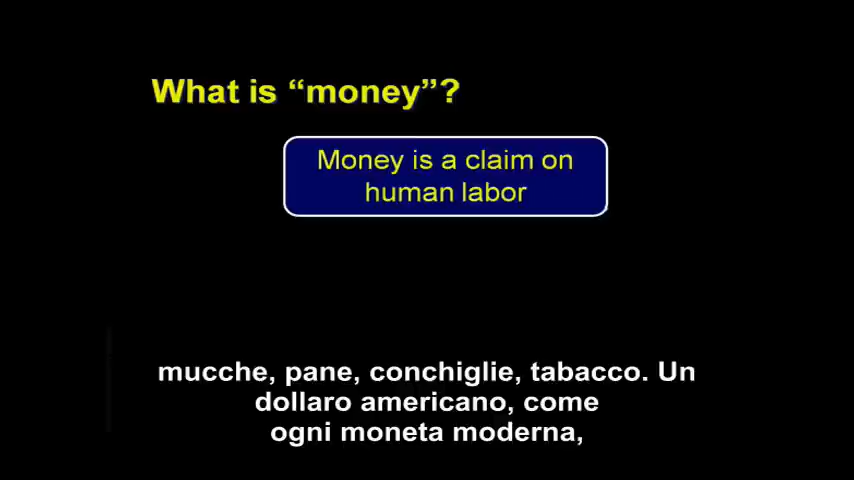 What is “money”?
Money is a claim on
human labor
mucche, pane, conchiglie, tabacco. Un
dollaro americano, come
ogni moneta moderna,